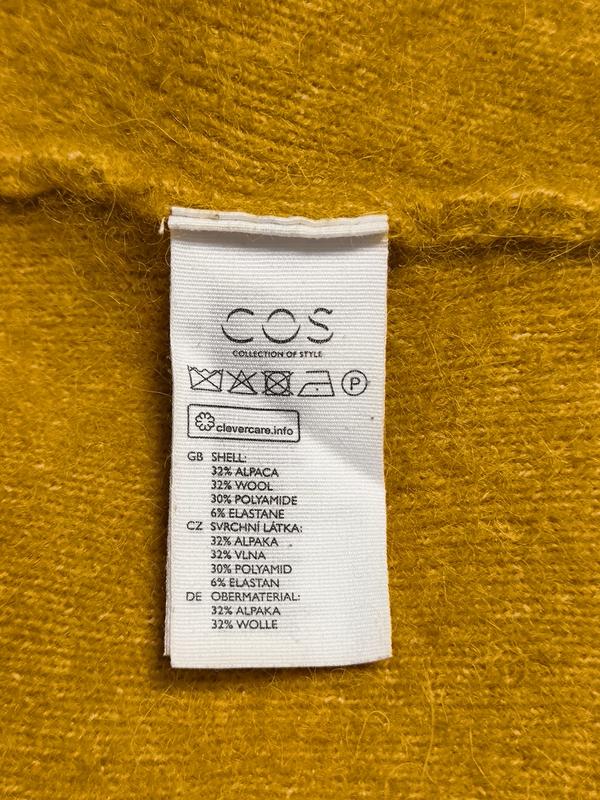 COS
COLLECTION OF STYLE
P
clevercare.info
GB SHELL:
32% ALPACA
32% WOOL
30% POLYAMIDE
6% ELASTANE
CZ SVRCHNÍ LÁTKA:
32% ALPAKA
32% VLNA
30% POLYAMID
6% ELASTAN
DE OBERMATERIAL:
32% ALPAKA
32% WOLLE